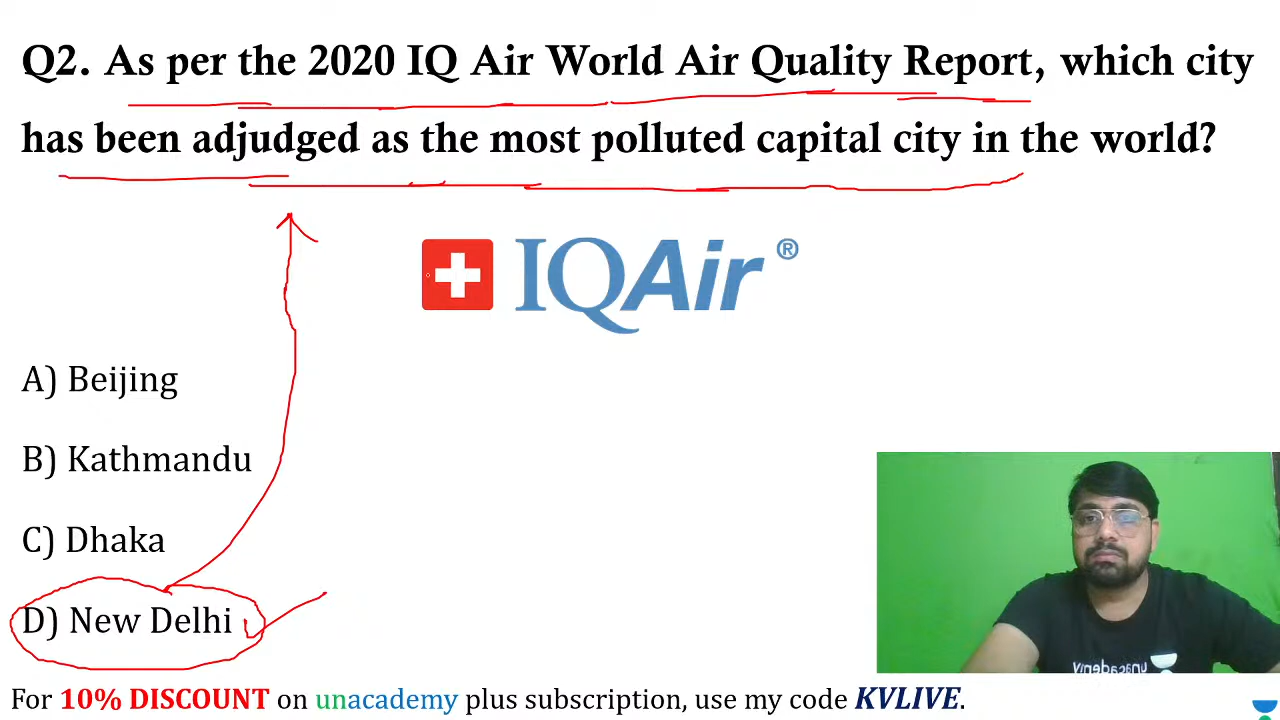 Q2. As per the 2020 IQ Air World Air Quality Report, which city
has been adjudged as the most polluted capital city in the world?
IQAir®
A) Beijing
B) Kathmandu
C) Dhaka
D) New Delhi
unacademy
For 10% DISCOUNT on unacademy plus subscription, use my code KVLIVE.